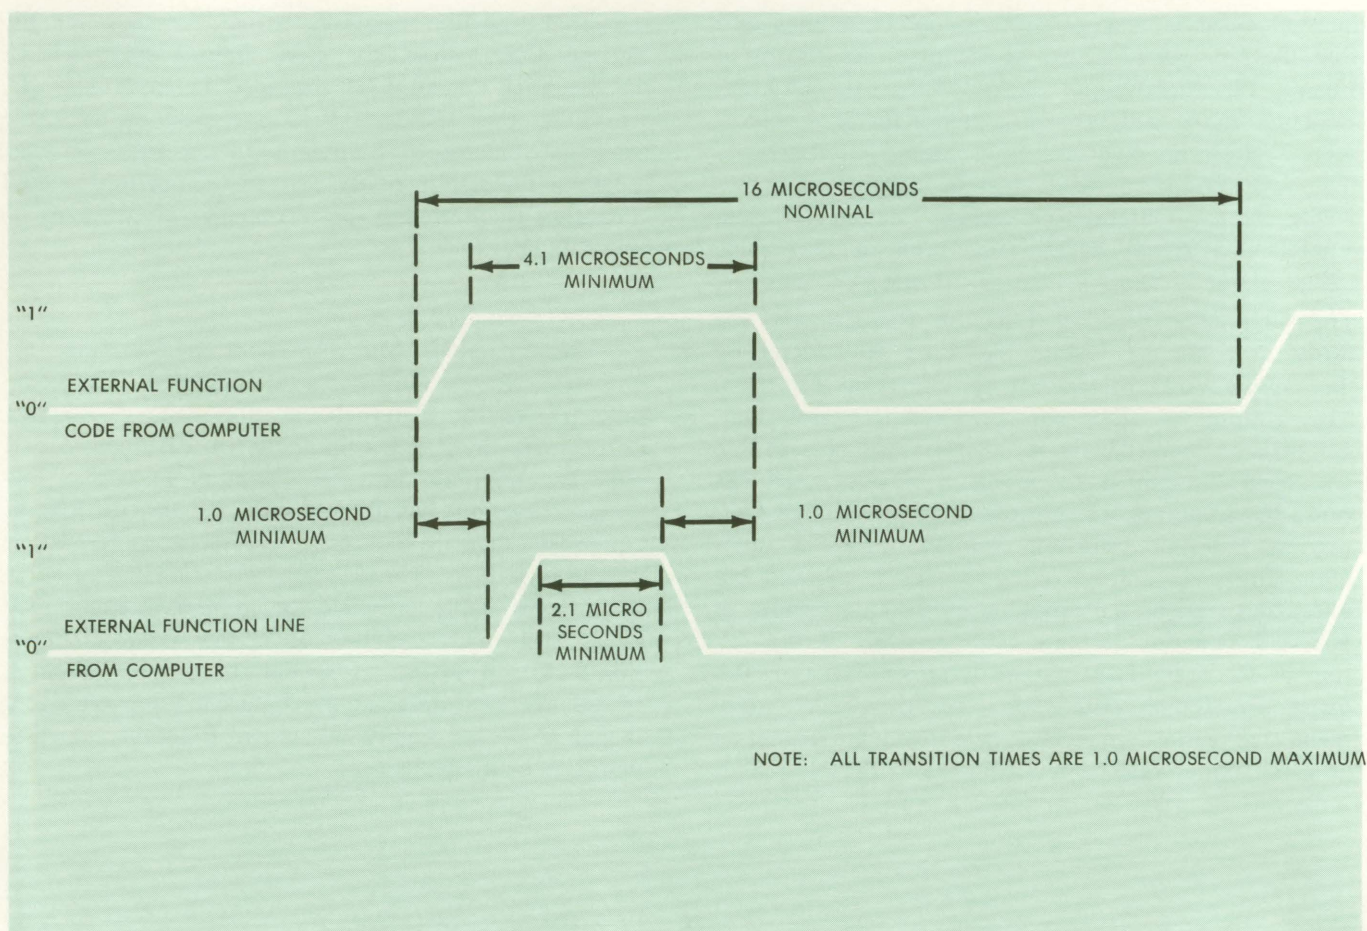 16 MICROSECONDS
NOMINAL
4.1 MICROSECONDS
MINIMUM
"1"
EXTERNAL FUNCTION
"0"
CODE FROM COMPUTER
1.0 MICROSECOND
MINIMUM
1.0 MICROSECOND
MINIMUM
"1"
2.1 MICRO
SECONDS
MINIMUM
EXTERNAL FUNCTION LINE
"0"
FROM COMPUTER
NOTE: ALL TRANSITION TIMES ARE 1.0 MICROSECOND MAXIMUM